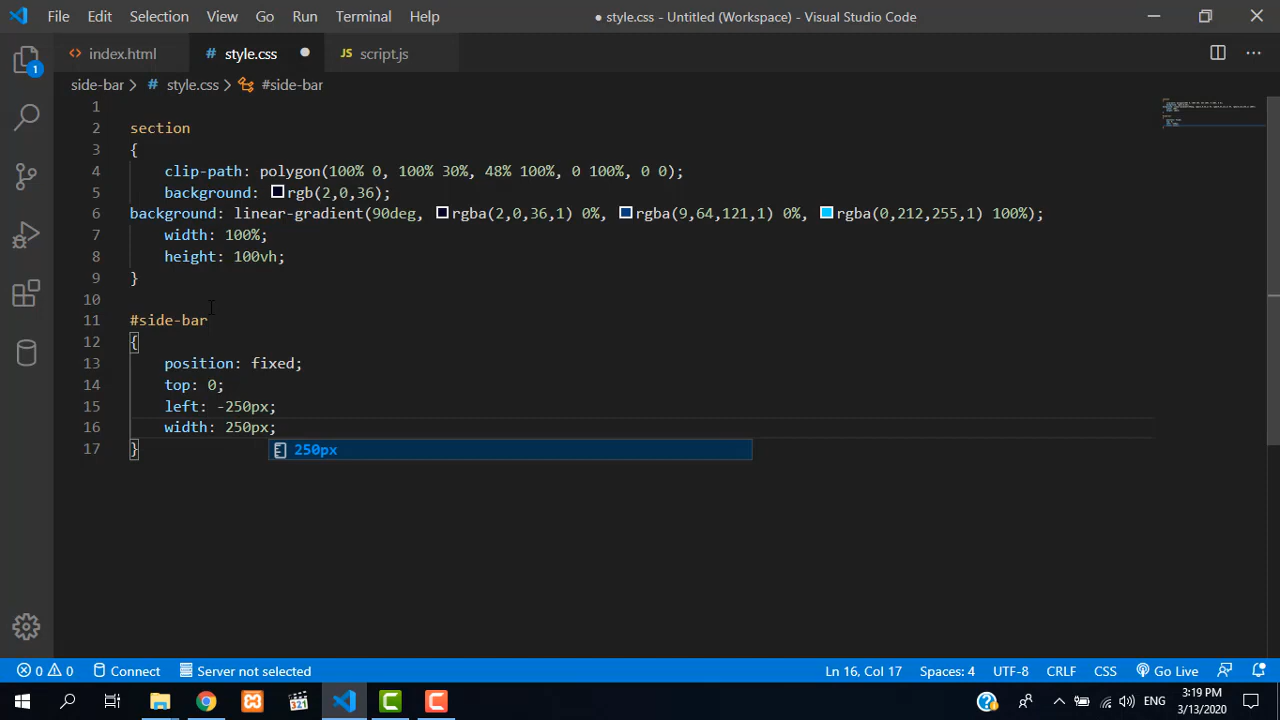 File Edit Selection View Go Run Terminal Help
● style.css - Untitled (Workspace) - Visual Studio Code
index.html
# style.css ●
JS script.js
side-bar > # style.css > #side-bar
1
2 section
3 {
4 clip-path: polygon(100% 0, 100% 30%, 48% 100%, 0 100%, 0 0);
5 background: rgb(2,0,36);
6 background: linear-gradient(90deg, rgba(2,0,36,1) 0%, rgba(9,64,121,1) 0%, rgba(0,212,255,1) 100%);
7 width: 100%;
8 height: 100vh;
9 }
10
11 #side-bar
12 {
13 position: fixed;
14 top: 0;
15 left: -250px;
16 width: 250px;
250px
17 }
1
0 0 Connect Server not selected
Ln 16, Col 17 Spaces: 4 UTF-8 CRLF CSS Go Live
321
ENG
3:19 PM
3/13/2020